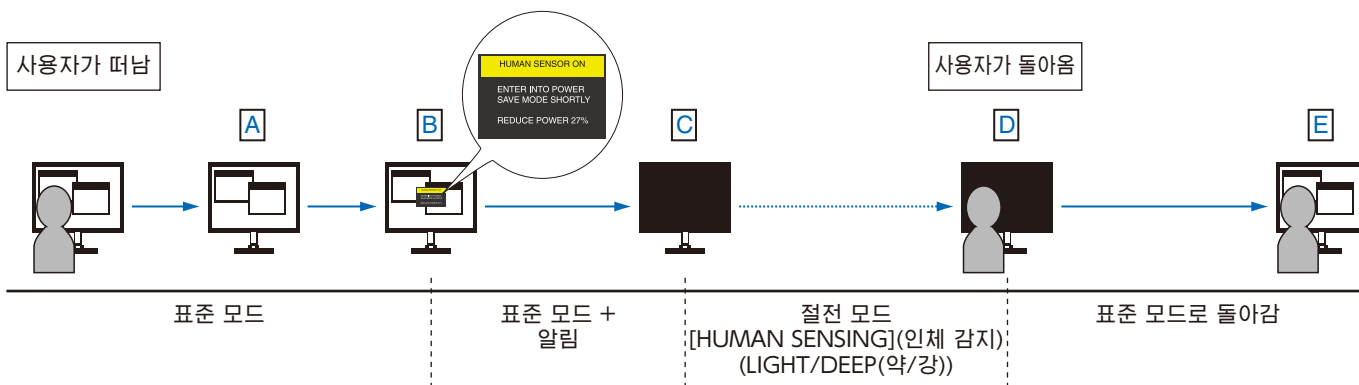 사용자가 떠남
HUMAN SENSOR ON
ENTER INTO POWER
SAVE MODE SHORTLY
REDUCE POWER 27%
사용자가 돌아옴
A
B
C
D
E
표준 모드
표준 모드 +
알림
절전 모드
[HUMAN SENSING](인체 감지)
(LIGHT/DEEP(약/강))
표준 모드로 돌아감